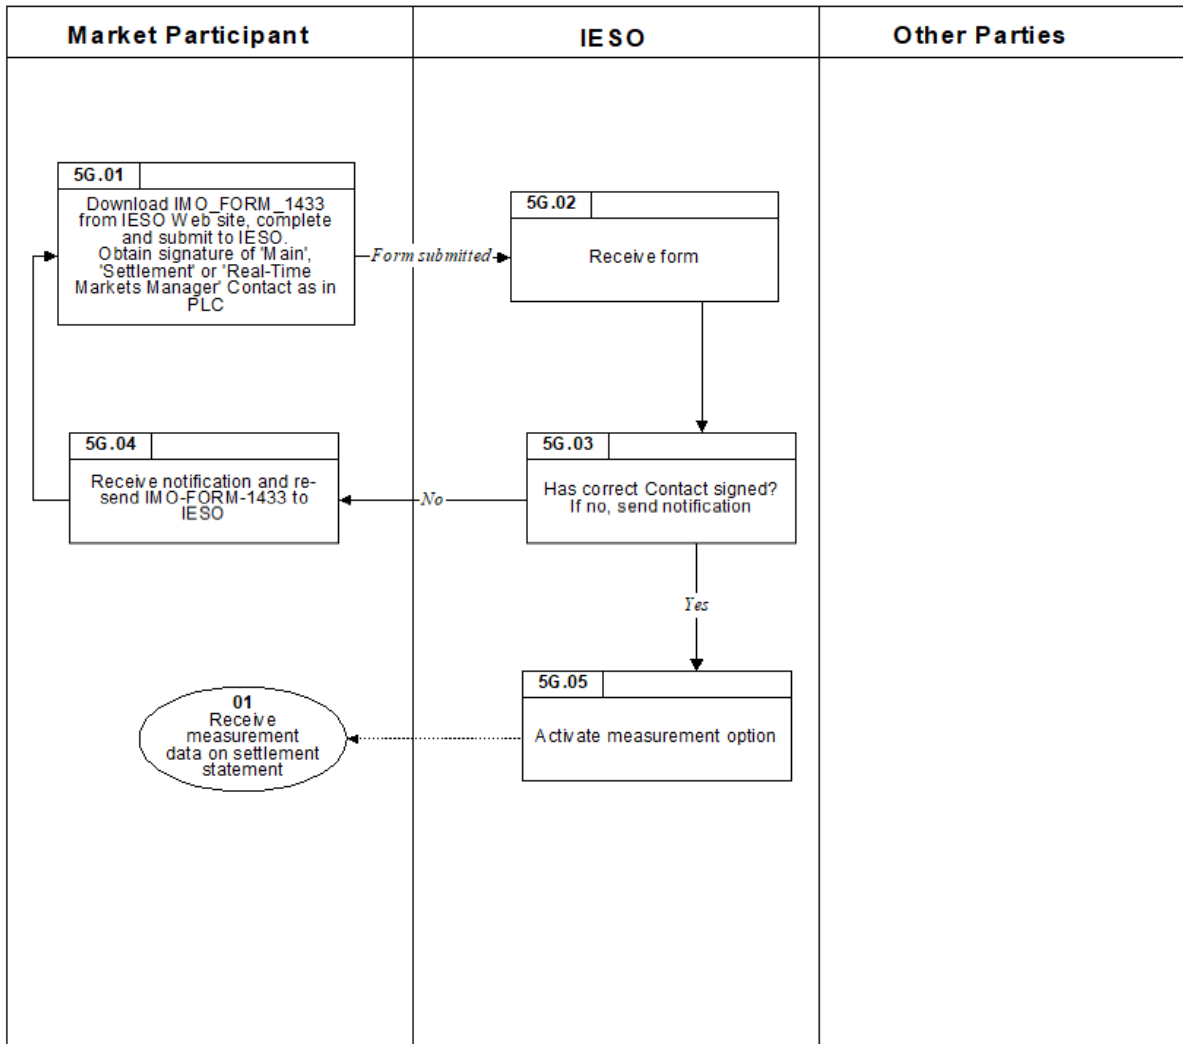 Market Participant
IESO
Other Parties
5G.01
Download IMO_FORM_1433
from IESO Web site, complete
and submit to IESO.
Obtain signature of 'Main',
'Settlement' or 'Real-Time
Markets Manager' Contact as in
PLC
Form submitted
5G.02
Receive form
5G.04
Receive notification and re-
send IMO-FORM-1433 to
IESO
No
5G.03
Has correct Contact signed?
If no, send notification
Yes
5G.05
Activate measurement option
01
Receive
measurement
data on settlement
statement